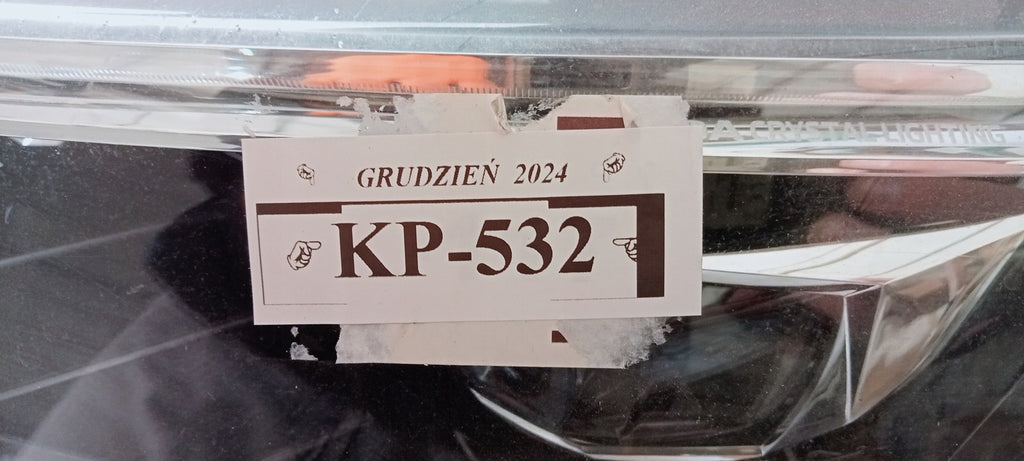 GRUDZIEŃ 2024
KP-532
CRYSTAL LIGHTING